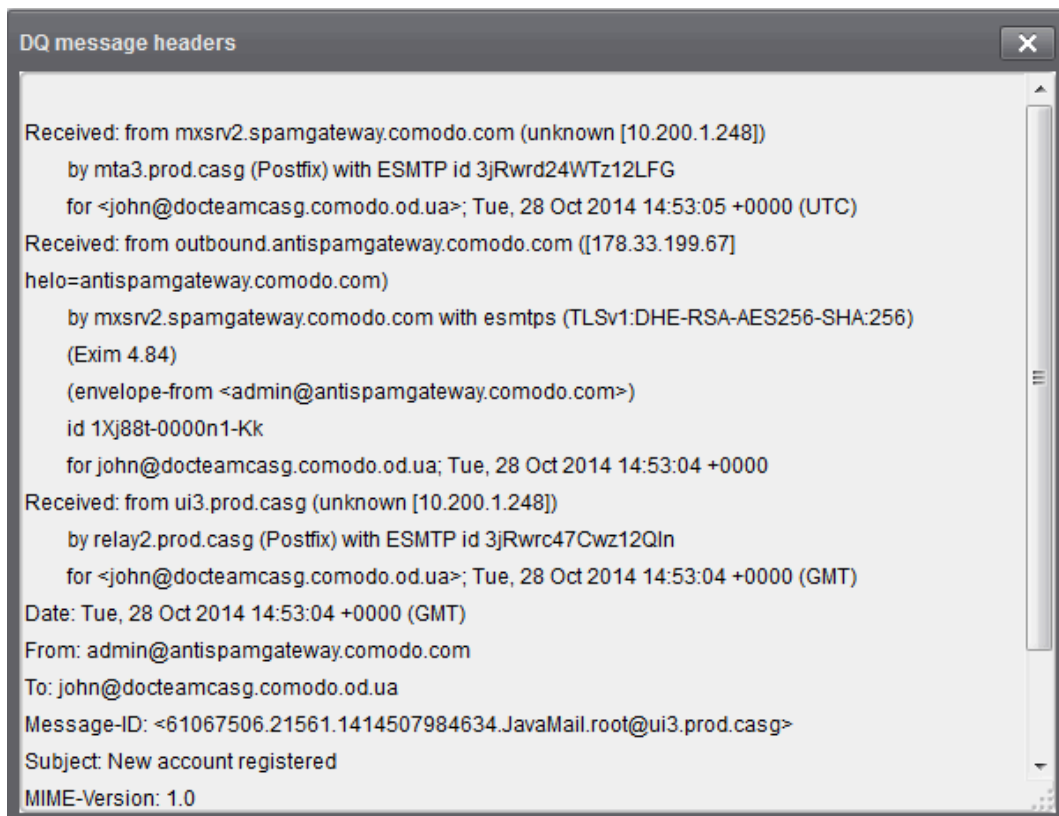 DQ message headers
Received: from mxsrv2.spamgateway.comodo.com (unknown [10.200.1.248])
by mta3.prod.casg (Postfix) with ESMTP id 3jRwrd24WTz12LFG
for <john@docteamcasg.comodo.od.ua>; Tue, 28 Oct 2014 14:53:05 +0000 (UTC)
Received: from outbound.antispamgateway.comodo.com ([178.33.199.67]
helo=antispamgateway.comodo.com)
by mxsrv2.spamgateway.comodo.com with esmtps (TLSv1:DHE-RSA-AES256-SHA:256)
(Exim 4.84)
(envelope-from <admin@antispamgateway.comodo.com>)
id 1Xj88t-0000n1-Kk
for john@docteamcasg.comodo.od.ua; Tue, 28 Oct 2014 14:53:04 +0000
Received: from ui3.prod.casg (unknown [10.200.1.248])
by relay2.prod.casg (Postfix) with ESMTP id 3jRwrc47Cwz12Qln
for <john@docteamcasg.comodo.od.ua>; Tue, 28 Oct 2014 14:53:04 +0000 (GMT)
Date: Tue, 28 Oct 2014 14:53:04 +0000 (GMT)
From: admin@antispamgateway.comodo.com
To: john@docteamcasg.comodo.od.ua
Message-ID: <61067506.21561.1414507984634.JavaMail.root@ui3.prod.casg>
Subject: New account registered
MIME-Version: 1.0